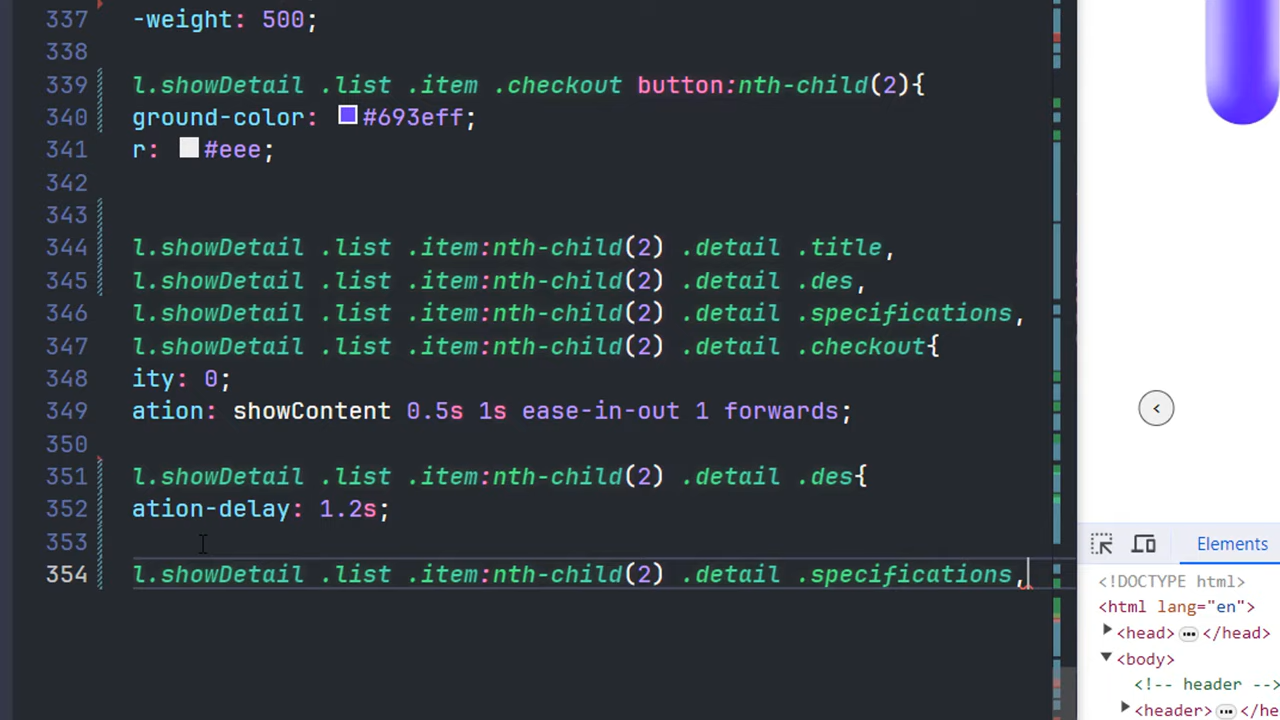 337 -weight: 500;
338
339 l.showDetail .list .item .checkout button:nth-child(2){
340 ground-color: #693eff;
341 r: #eee;
342
343
344 l.showDetail .list .item:nth-child(2) .detail .title,
345 l.showDetail .list .item:nth-child(2) .detail .des,
346 l.showDetail .list .item:nth-child(2) .detail .specifications,
347 l.showDetail .list .item:nth-child(2) .detail .checkout{
348 ity: 0;
349 ation: showContent 0.5s 1s ease-in-out 1 forwards;
350
351 l.showDetail .list .item:nth-child(2) .detail .des{
352 ation-delay: 1.2s;
353
354 l.showDetail .list .item:nth-child(2) .detail .specifications,
<
Elements
<!DOCTYPE html>
<html lang="en">
<head> … </head>
<body>
<!-- header -->
<header> … </he